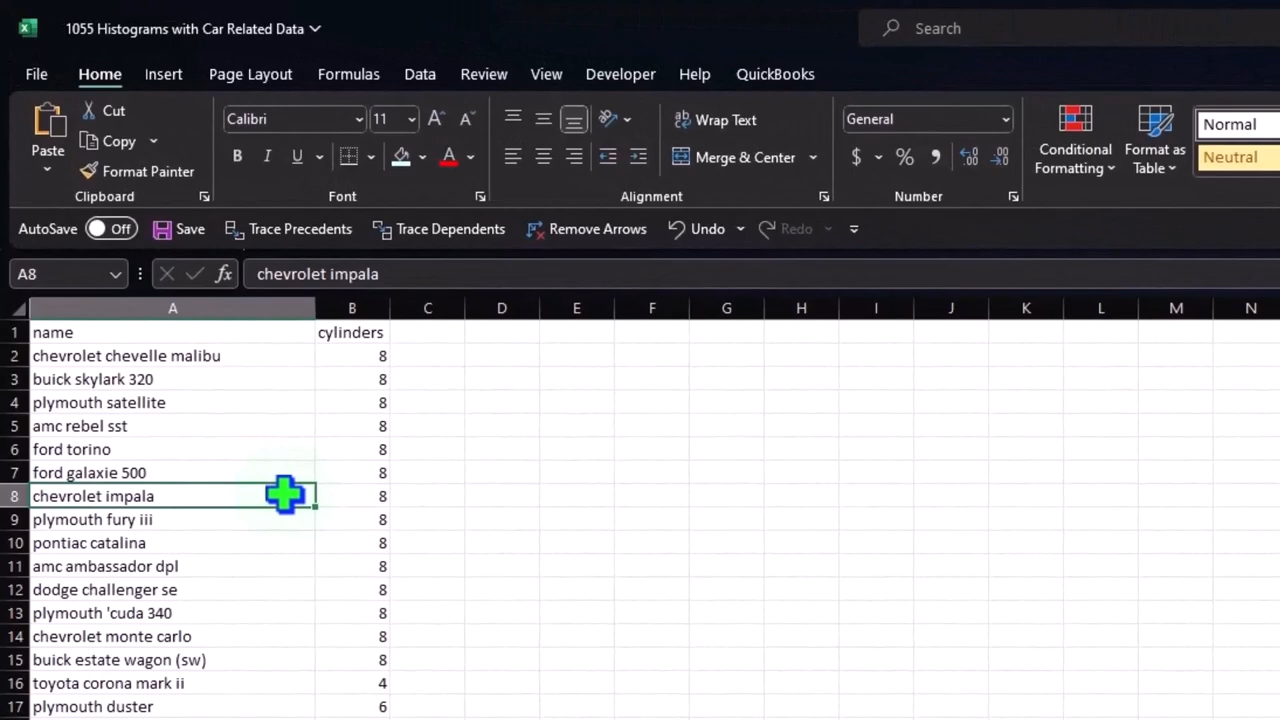 1055 Histograms with Car Related Data
Search
File Home Insert Page Layout Formulas Data Review View Developer Help QuickBooks
Paste
Cut
Copy
Format Painter
Clipboard
Calibri 11
B I U
Font
Wrap Text
Merge & Center
Alignment
General
$ % ,
Number
Conditional Formatting
Format as Table
Normal
Neutral
AutoSave Off Save Trace Precedents Trace Dependents Remove Arrows Undo Redo
A8 fx chevrolet impala
A B C D E F G H I J K L M N
1 name cylinders
2 chevrolet chevelle malibu 8
3 buick skylark 320 8
4 plymouth satellite 8
5 amc rebel sst 8
6 ford torino 8
7 ford galaxie 500 8
8 chevrolet impala 8
9 plymouth fury iii 8
10 pontiac catalina 8
11 amc ambassador dpl 8
12 dodge challenger se 8
13 plymouth 'cuda 340 8
14 chevrolet monte carlo 8
15 buick estate wagon (sw) 8
16 toyota corona mark ii 4
17 plymouth duster 6